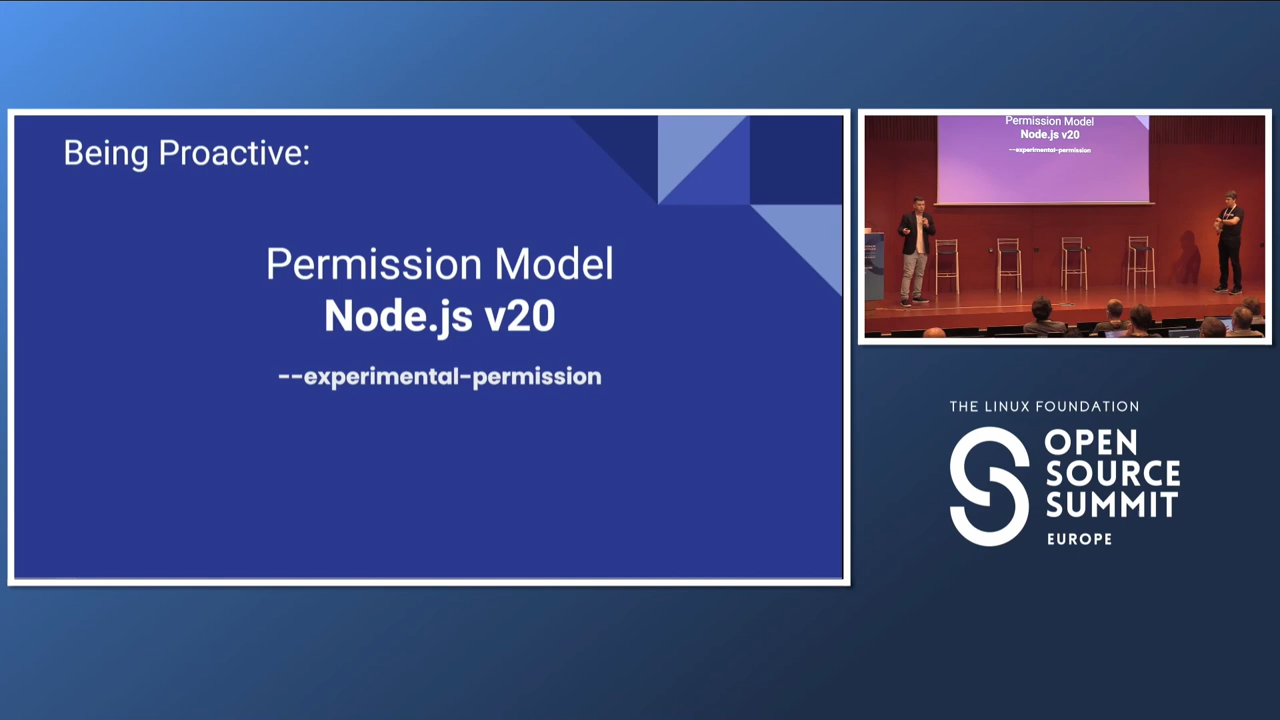 Being Proactive:
Permission Model
Node.js v20
--experimental-permission
Permission Model
Node.js v20
--experimental-permission
THE LINUX FOUNDATION
OPEN
SOURCE
SUMMIT
EUROPE